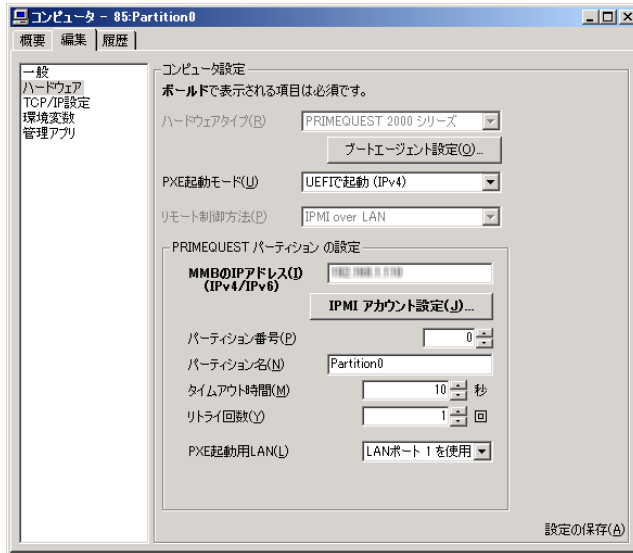 コンピュータ - 85:Partition0
概要 編集 履歴
一般
ハードウェア
TCP/IP設定
環境変数
管理アプリ
コンピュータ設定
ボールドで表示される項目は必須です。
ハードウェアタイプ(R) PRIMEQUEST 2000 シリーズ
ブートエージェント設定(O)...
PXE起動モード(U) UEFIで起動 (IPv4)
リモート制御方法(P) IPMI over LAN
PRIMEQUEST パーティション の設定
MMBのIPアドレス(I)
(IPv4/IPv6)
IPMI アカウント設定(J)...
パーティション番号(P) 0
パーティション名(N) Partition0
タイムアウト時間(M) 10 秒
リトライ回数(Y) 1 回
PXE起動用LAN(L) LANポート 1 を使用
設定の保存(A)